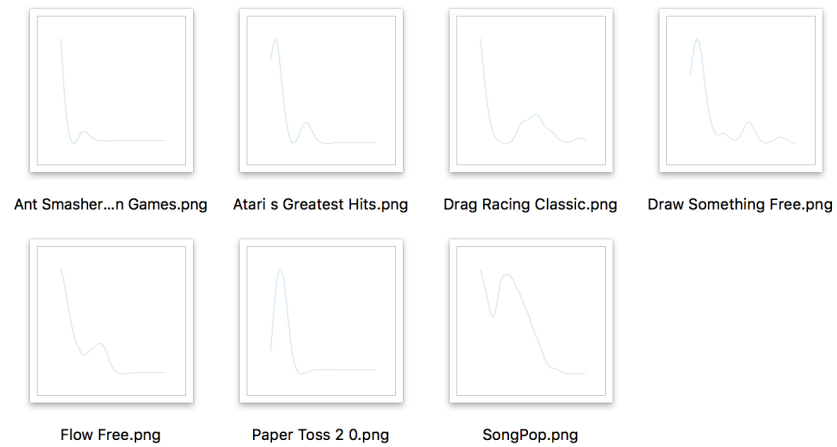 Ant Smasher...n Games.png
Atari s Greatest Hits.png
Drag Racing Classic.png
Draw Something Free.png
Flow Free.png
Paper Toss 2 0.png
SongPop.png